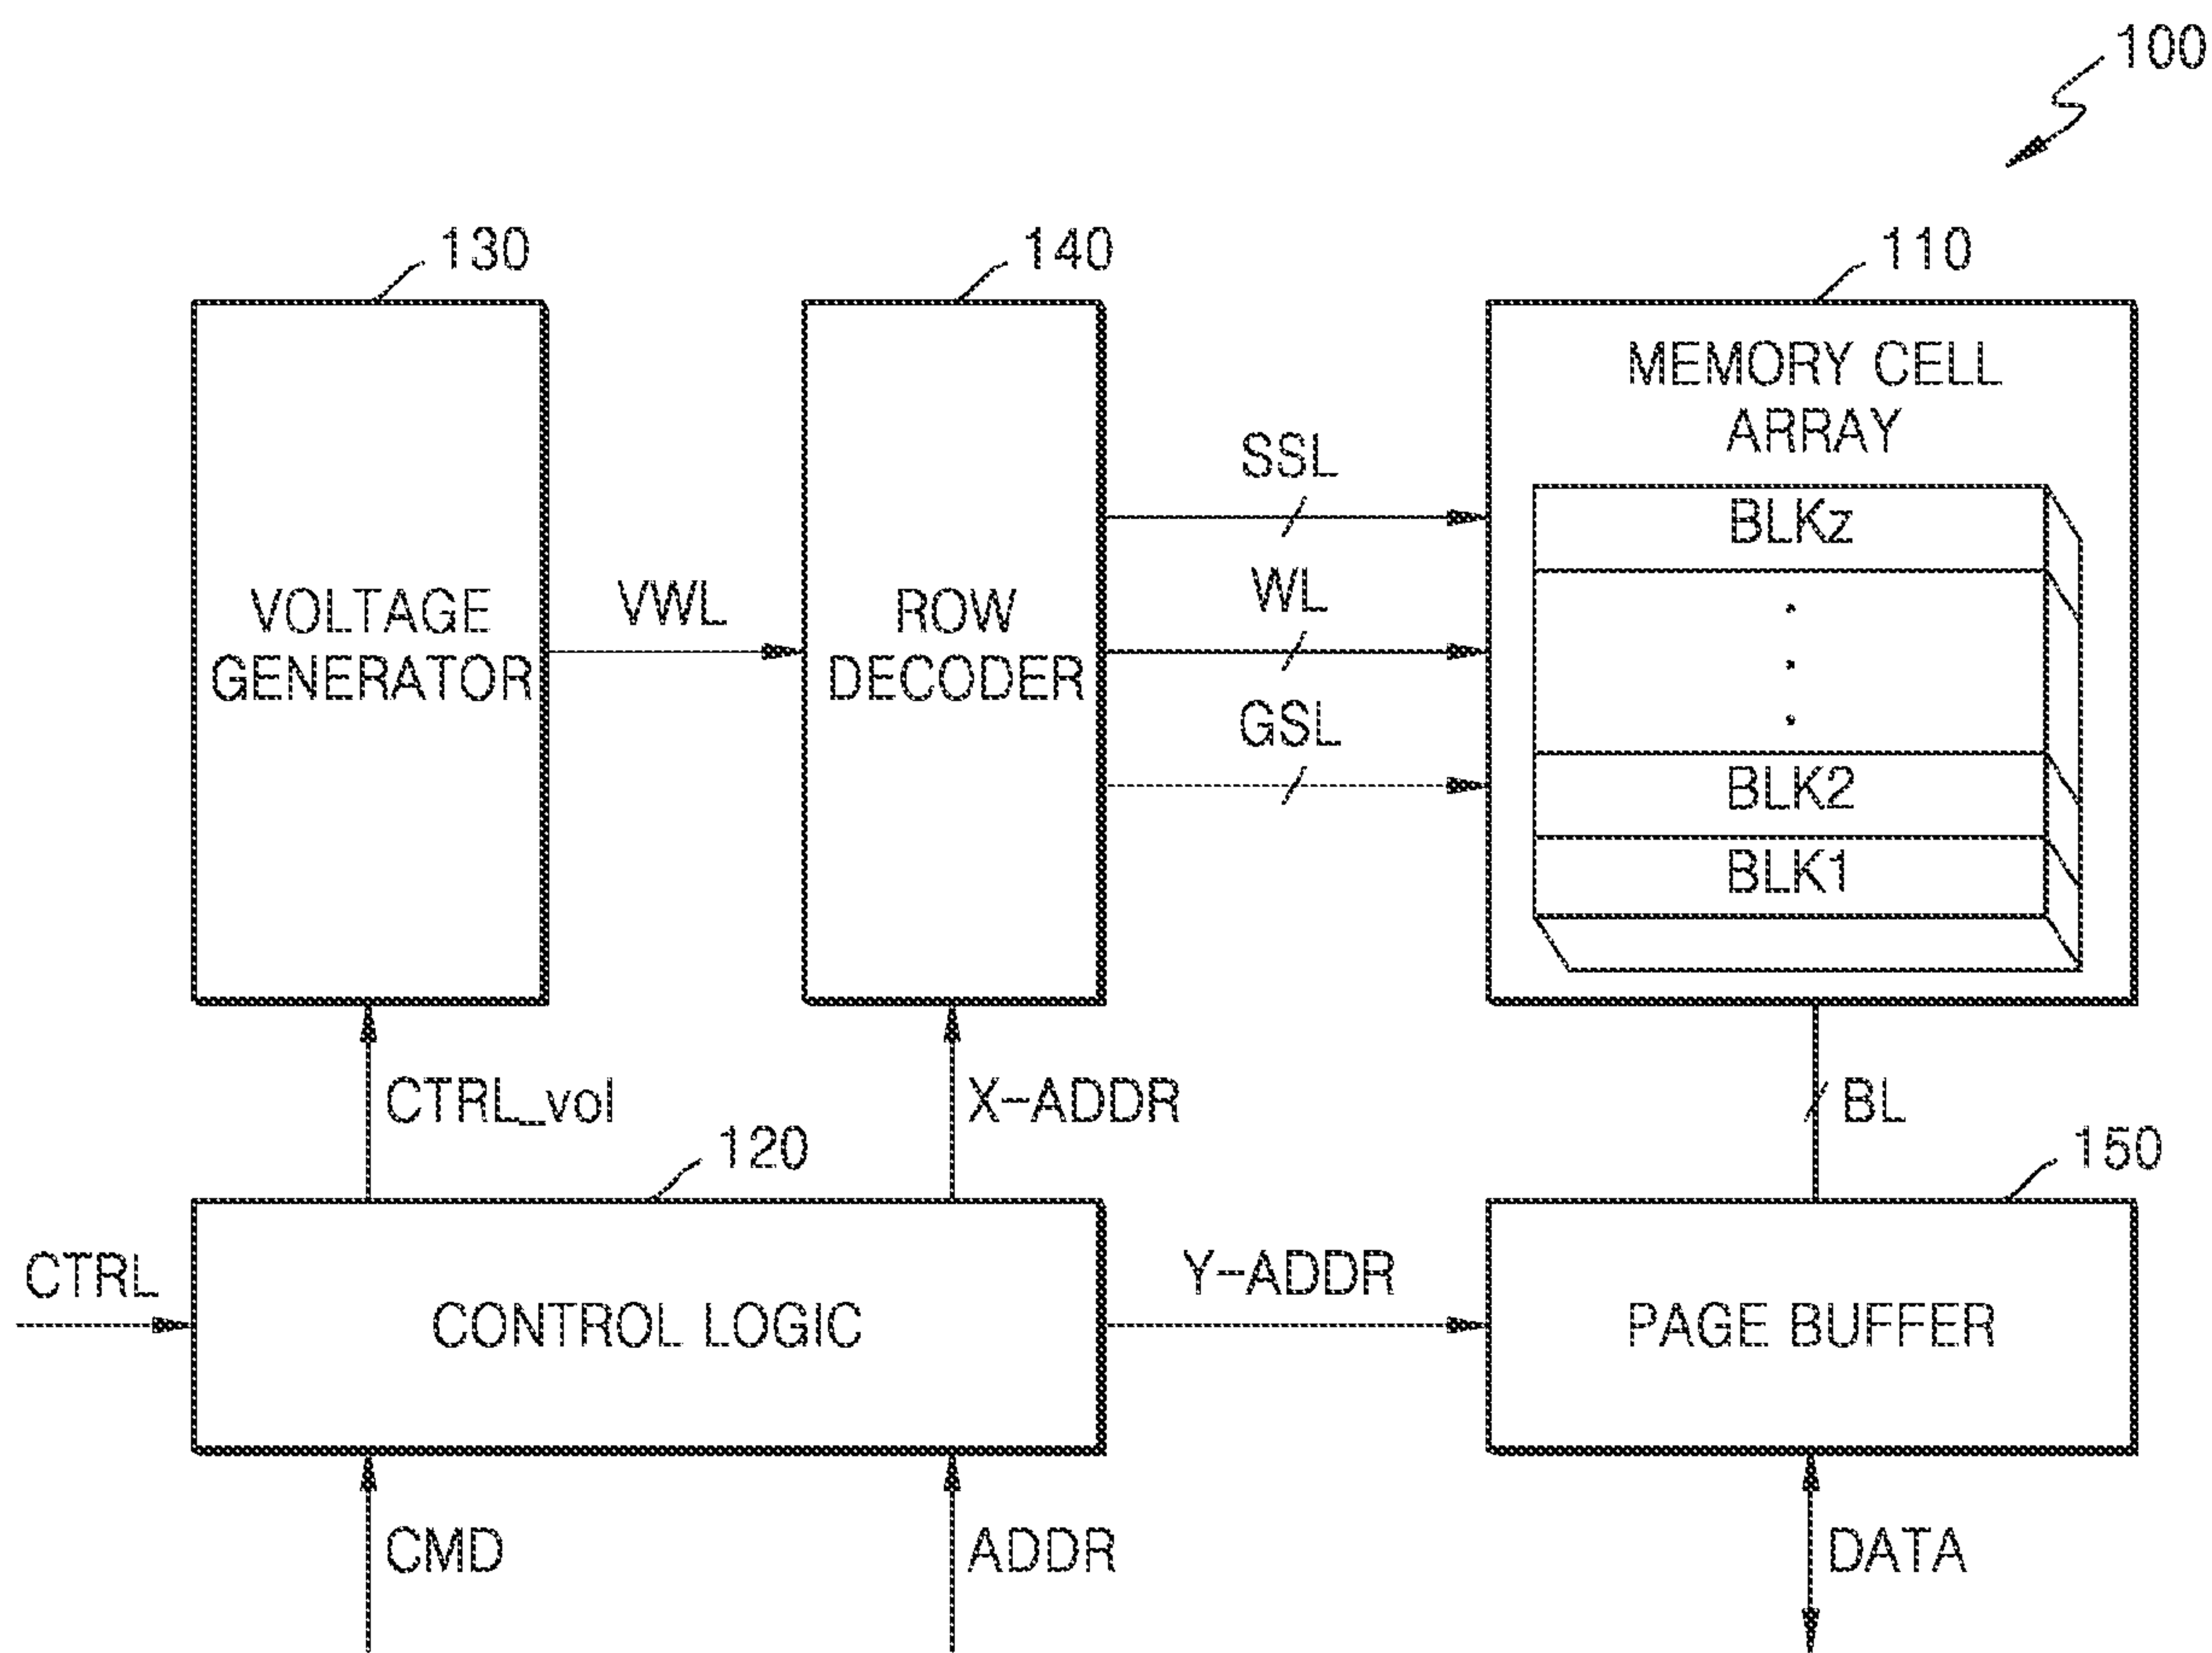 100
130
140
110
MEMORY CELL
ARRAY
SSL
BLKz
VOLTAGE
GENERATOR
VWL
ROW
DECODER
WL
GSL
BLK2
BLK1
CTRL_vol
X-ADDR
BL
120
150
CTRL
CONTROL LOGIC
Y-ADDR
PAGE BUFFER
CMD
ADDR
DATA